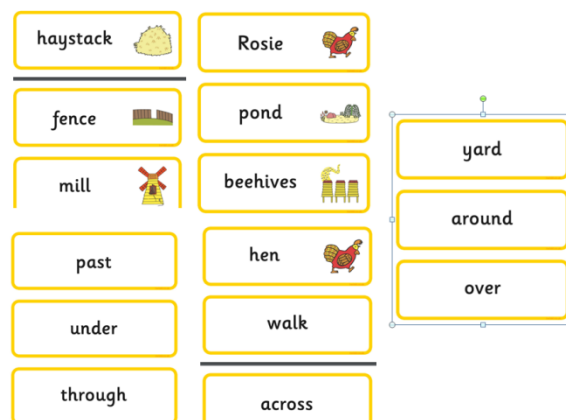 haystack
fence
mill
past
under
through
Rosie
pond
beehives
hen
walk
across
yard
around
over